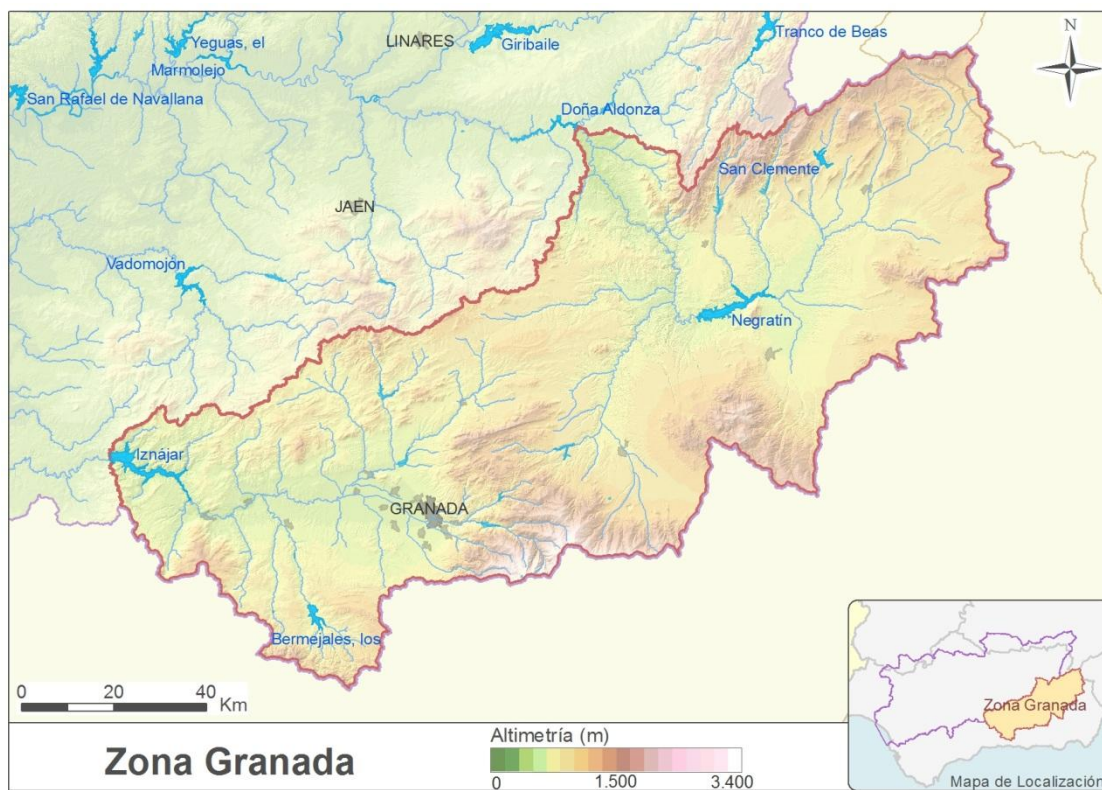 Yeguas, el
LINARES
Giribaile
Tranco de Beas
N
Marmolejo
San Rafael de Navallana
Doña Aldonza
San Clemente
JAEN
Vadomojón
Negratín
Iznájar
GRANADA
Bermejales, los
0 20 40
Km
Zona Granada
Altimetría (m)
0 1.500 3.400
Zona Granada
Mapa de Localización